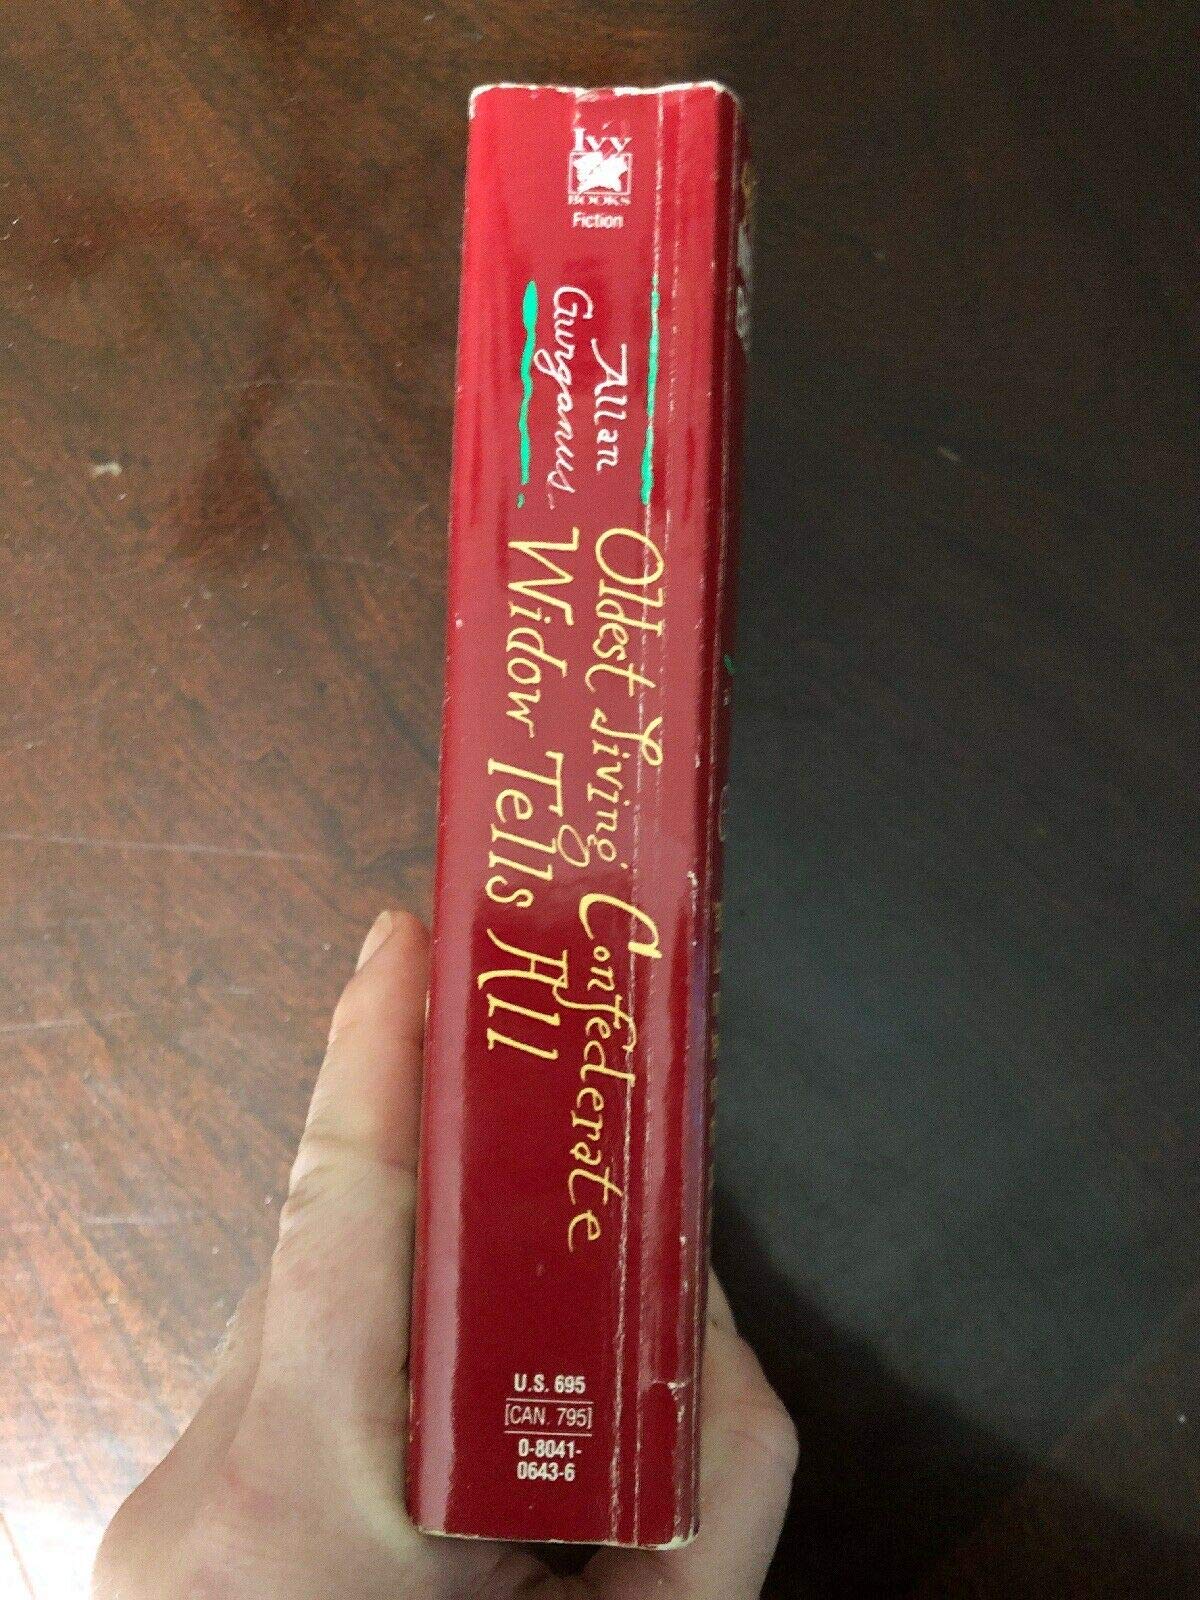 Ivy
BOOKS
Fiction
Allan
Gurganus
Oldest Living Confederate
Widow Tells All
U.S. 695
[CAN. 795]
0-8041-
0643-6